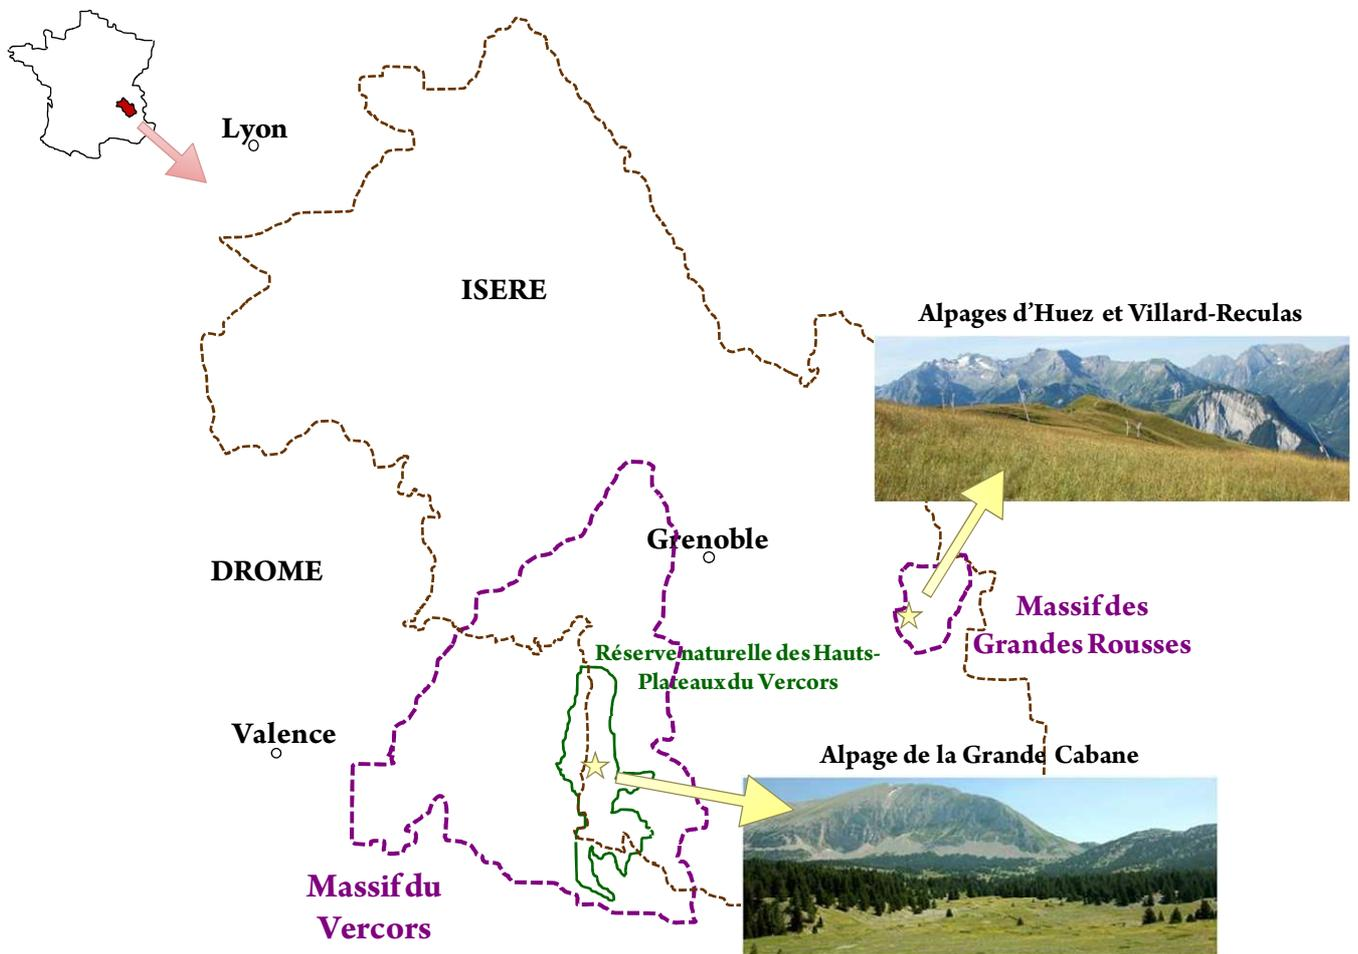 Lyon
ISERE
Alpages d’Huez et Villard-Reculas
Grenoble
DROME
Massif des
Grandes Rousses
Réserve naturelle des Hauts-
Plateaux du Vercors
Valence
Alpage de la Grande Cabane
Massif du
Vercors